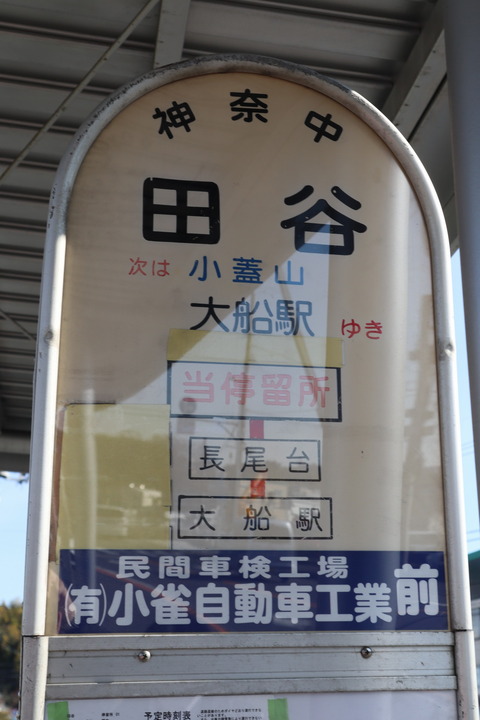 神奈中
田谷
次は 小蓋山
大船駅 ゆき
当停留所
長尾台
大船駅
民間車検工場
(有)小雀自動車工業前
予定時刻表